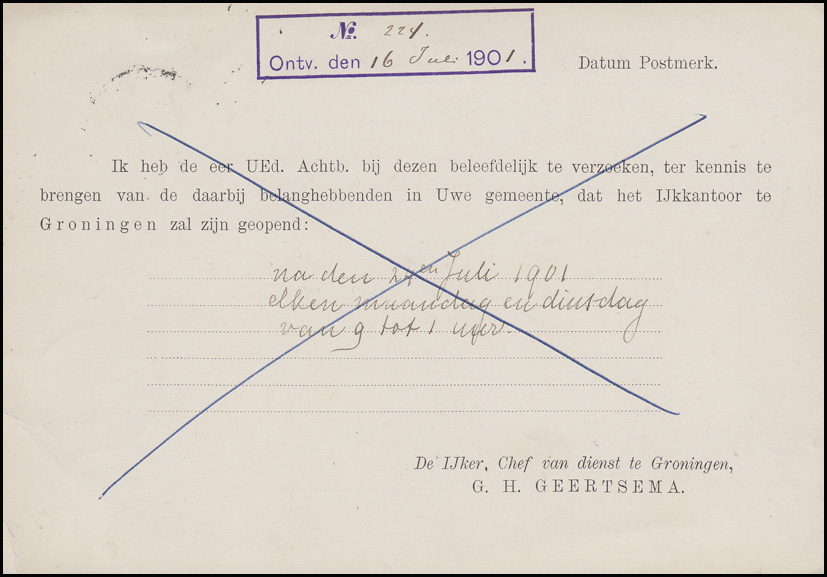 No. 224.
Ontv. den 16 Juli 1901.
Datum Postmerk.
Ik heb de eer UEd. Achtb. bij dezen beleefdelijk te verzoeken, ter kennis te
brengen van de daarbij belanghebbenden in Uwe gemeente, dat het IJkkantoor te
Groningen zal zijn geopend:
na den en Juli 1901
elken maandag en dinsdag
van 9 tot 1 uur.
De IJker, Chef van dienst te Groningen,
G. H. GEERTSEMA.